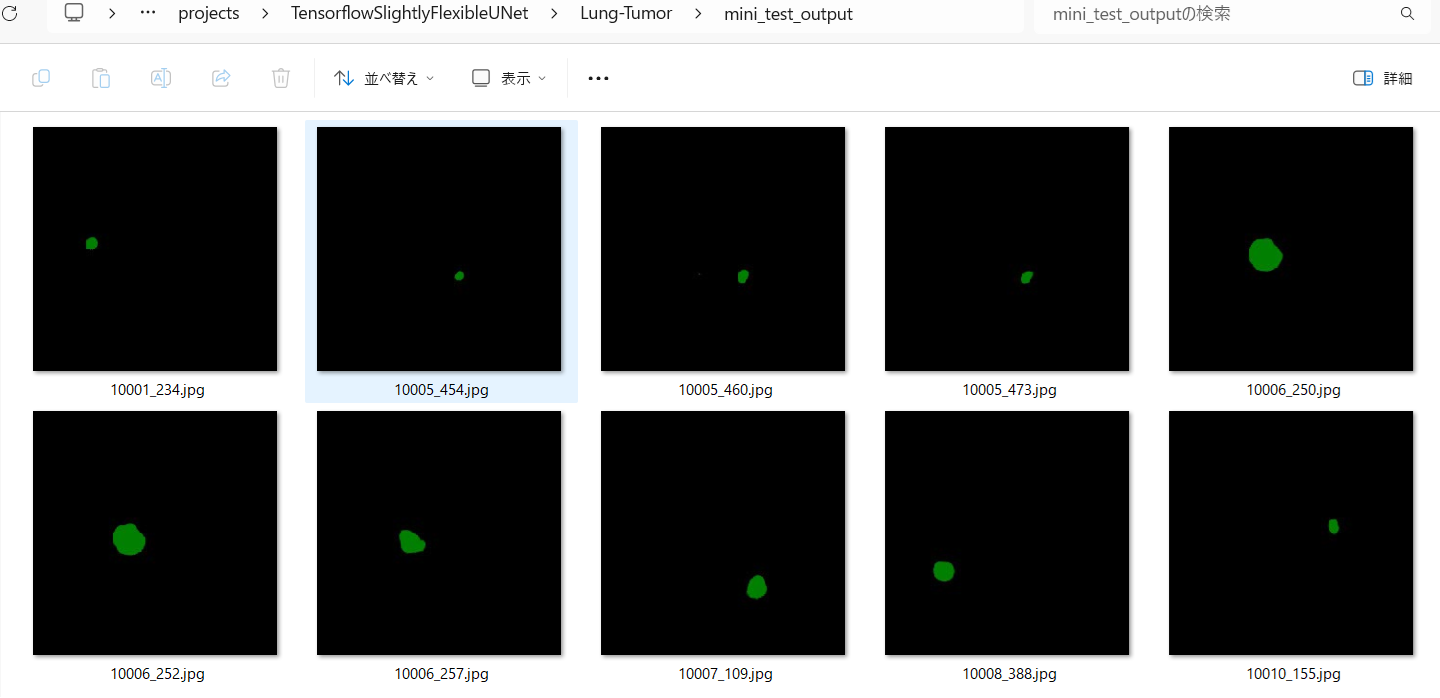 … projects > TensorflowSlightlyFlexibleUNet > Lung-Tumor > mini_test_output mini_test_outputの検索
並べ替え 表示 … 詳細
10001_234.jpg 10005_454.jpg 10005_460.jpg 10005_473.jpg 10006_250.jpg
10006_252.jpg 10006_257.jpg 10007_109.jpg 10008_388.jpg 10010_155.jpg